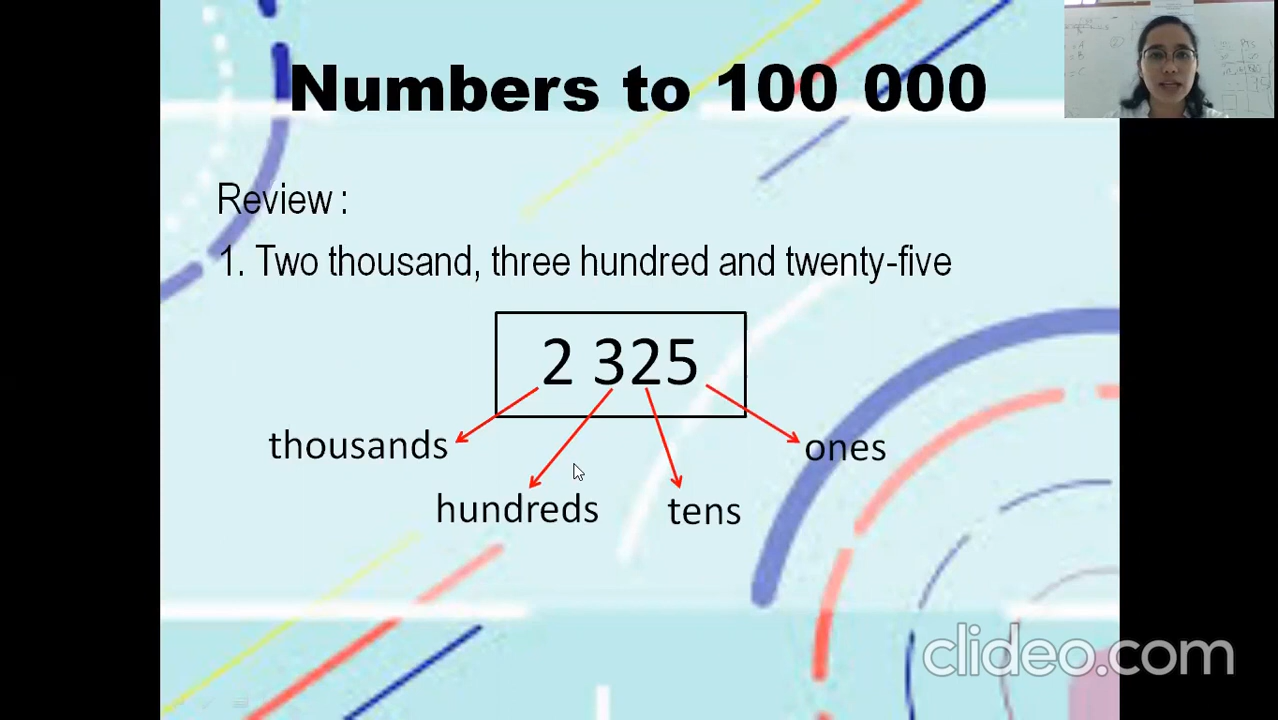 Numbers to 100 000
Review :
1. Two thousand, three hundred and twenty-five
2 325
thousands
ones
hundreds
tens
clideo.com